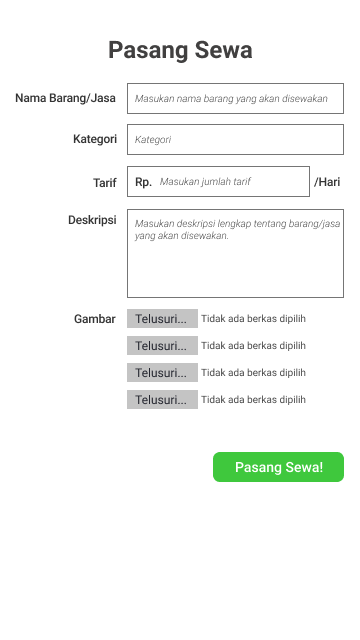 Pasang Sewa
Nama Barang/Jasa
Masukan nama barang yang akan disewakan
Kategori
Kategori
Tarif
Rp. Masukan jumlah tarif
/Hari
Deskripsi
Masukan deskripsi lengkap tentang barang/jasa
yang akan disewakan.
Gambar
Telusuri... Tidak ada berkas dipilih
Telusuri... Tidak ada berkas dipilih
Telusuri... Tidak ada berkas dipilih
Telusuri... Tidak ada berkas dipilih
Pasang Sewa!